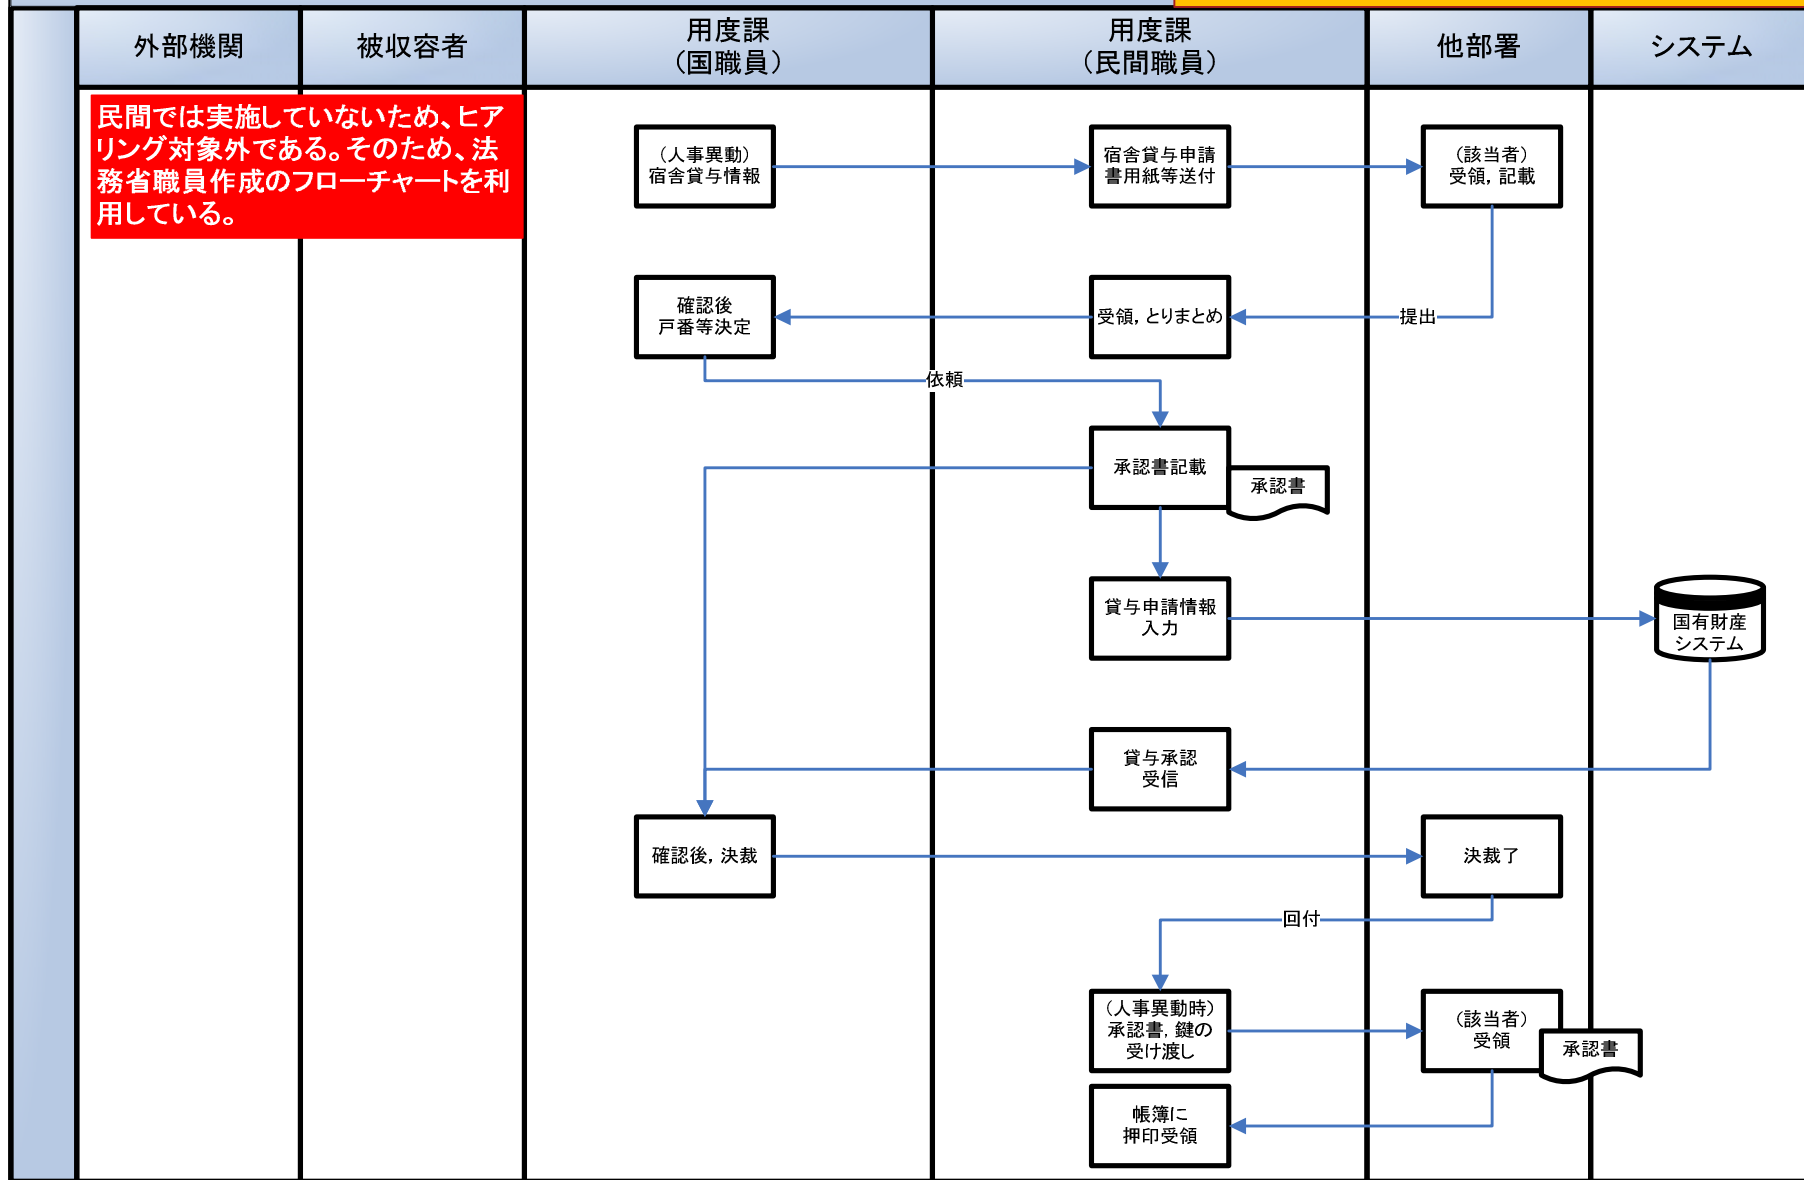 外部機関
被収容者
用度課
（国職員）
用度課
（民間職員）
他部署
システム
民間では実施していないため、ヒア
リング対象外である。そのため、法
務省職員作成のフローチャートを利
用している。
（人事異動）
宿舎貸与情報
宿舎貸与申請
書用紙等送付
（該当者）
受領，記載
確認後
戸番等決定
受領，とりまとめ
提出
依頼
承認書記載
承認書
貸与申請情報
入力
国有財産
システム
貸与承認
受信
確認後，決裁
決裁了
回付
（人事異動時）
承認書，鍵の
受け渡し
（該当者）
受領
承認書
帳簿に
押印受領